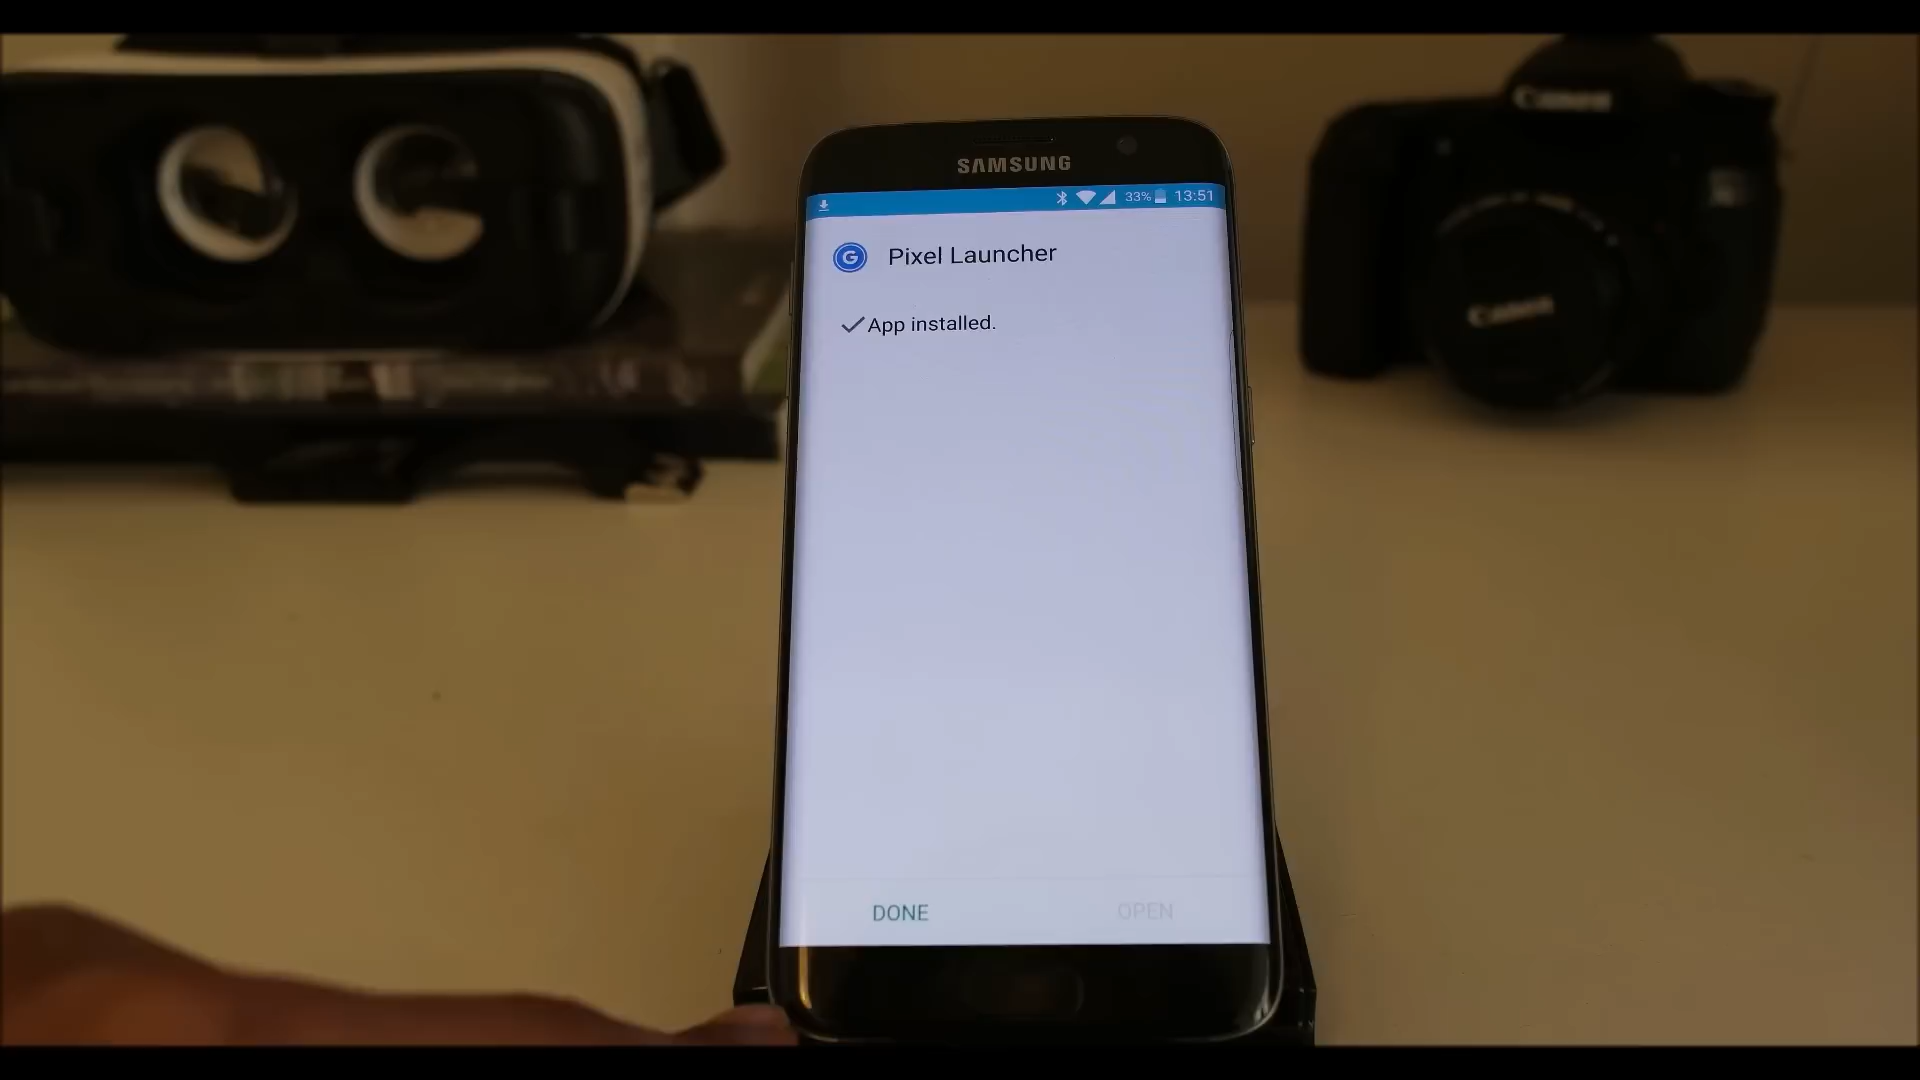 Canon
SAMSUNG
33% 13:51
G Pixel Launcher
App installed.
Canon
DONE
OPEN